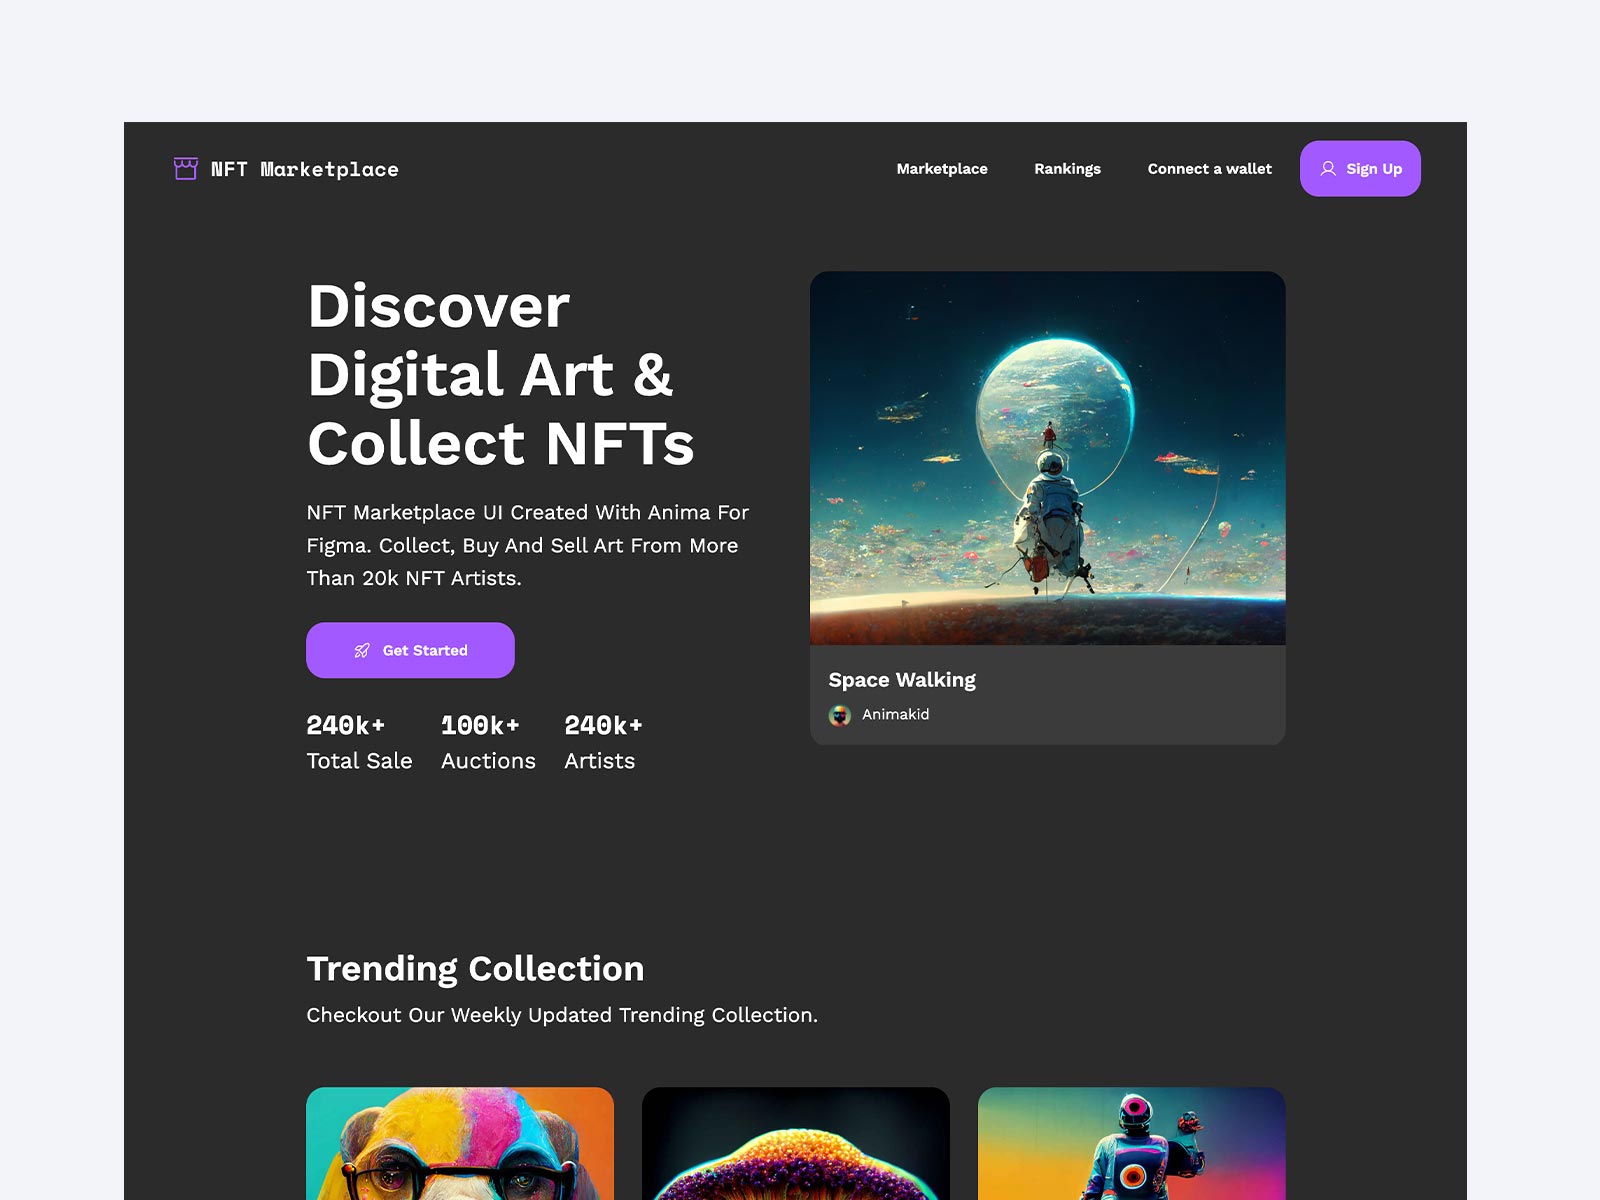 NFT Marketplace
Marketplace
Rankings
Connect a wallet
Sign Up
Discover
Digital Art &
Collect NFTs
NFT Marketplace UI Created With Anima For
Figma. Collect, Buy And Sell Art From More
Than 20k NFT Artists.
Get Started
240k+
Total Sale
100k+
Auctions
240k+
Artists
Space Walking
Animakid
Trending Collection
Checkout Our Weekly Updated Trending Collection.